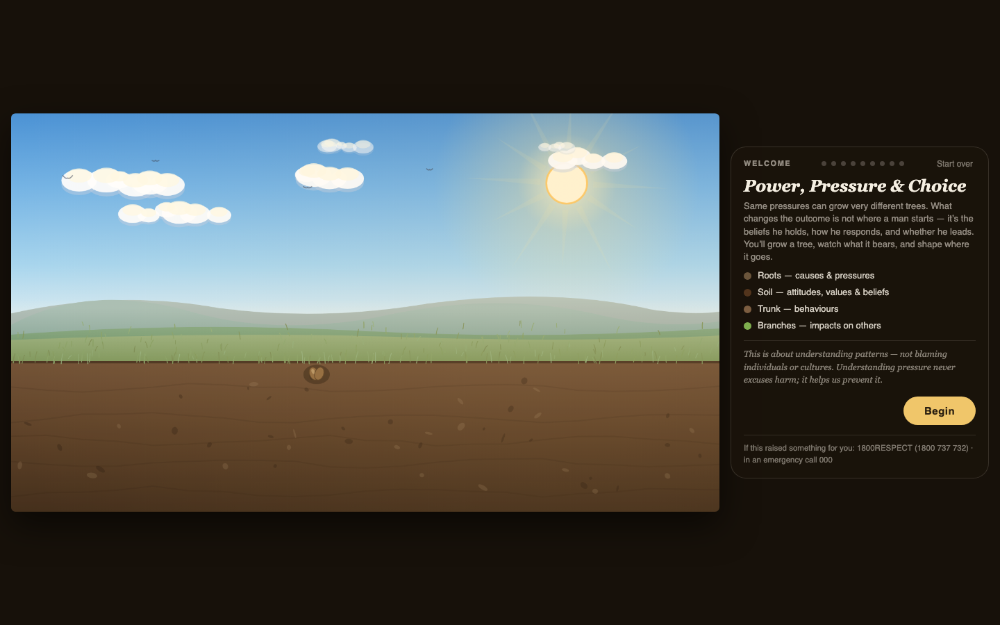 WELCOME
Start over
Power, Pressure & Choice
Same pressures can grow very different trees. What
changes the outcome is not where a man starts — it's the
beliefs he holds, how he responds, and whether he leads.
You'll grow a tree, watch what it bears, and shape where
it goes.
Roots — causes & pressures
Soil — attitudes, values & beliefs
Trunk — behaviours
Branches — impacts on others
This is about understanding patterns — not blaming
individuals or cultures. Understanding pressure never
excuses harm; it helps us prevent it.
Begin
If this raised something for you: 1800RESPECT (1800 737 732) ·
in an emergency call 000